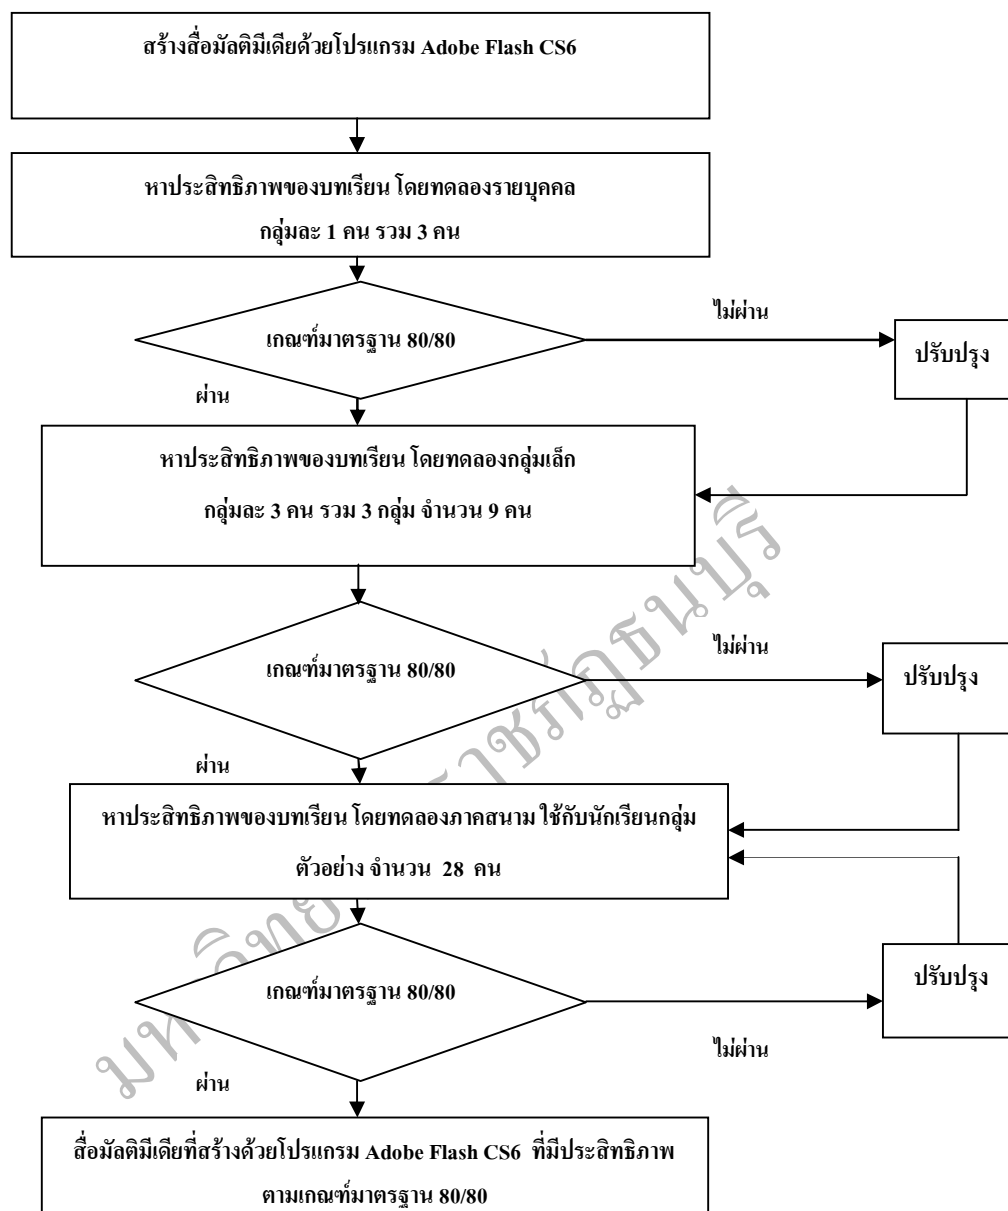 สร้างสื่อมัลติมีเดียด้วยโปรแกรม Adobe Flash CS6
หาประสิทธิภาพของบทเรียน โดยทดลองรายบุคคล
กลุ่มละ 1 คน รวม 3 คน
ไม่ผ่าน
เกณฑ์มาตรฐาน 80/80
ปรับปรุง
ผ่าน
หาประสิทธิภาพของบทเรียน โดยทดลองกลุ่มเล็ก
กลุ่มละ 3 คน รวม 3 กลุ่ม จำนวน 9 คน
ไม่ผ่าน
เกณฑ์มาตรฐาน 80/80
ปรับปรุง
ผ่าน
หาประสิทธิภาพของบทเรียน โดยทดลองภาคสนาม ใช้กับนักเรียนกลุ่ม
ตัวอย่าง จำนวน 28 คน
เกณฑ์มาตรฐาน 80/80
ปรับปรุง
ไม่ผ่าน
ผ่าน
สื่อมัลติมีเดียที่สร้างด้วยโปรแกรม Adobe Flash CS6 ที่มีประสิทธิภาพ
ตามเกณฑ์มาตรฐาน 80/80